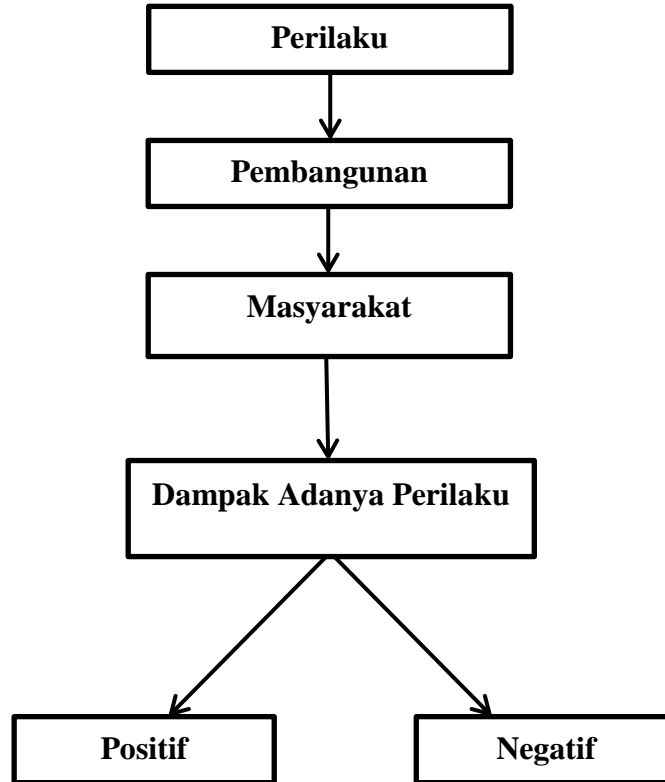 Perilaku
Pembangunan
Masyarakat
Dampak Adanya Perilaku
Positif
Negatif